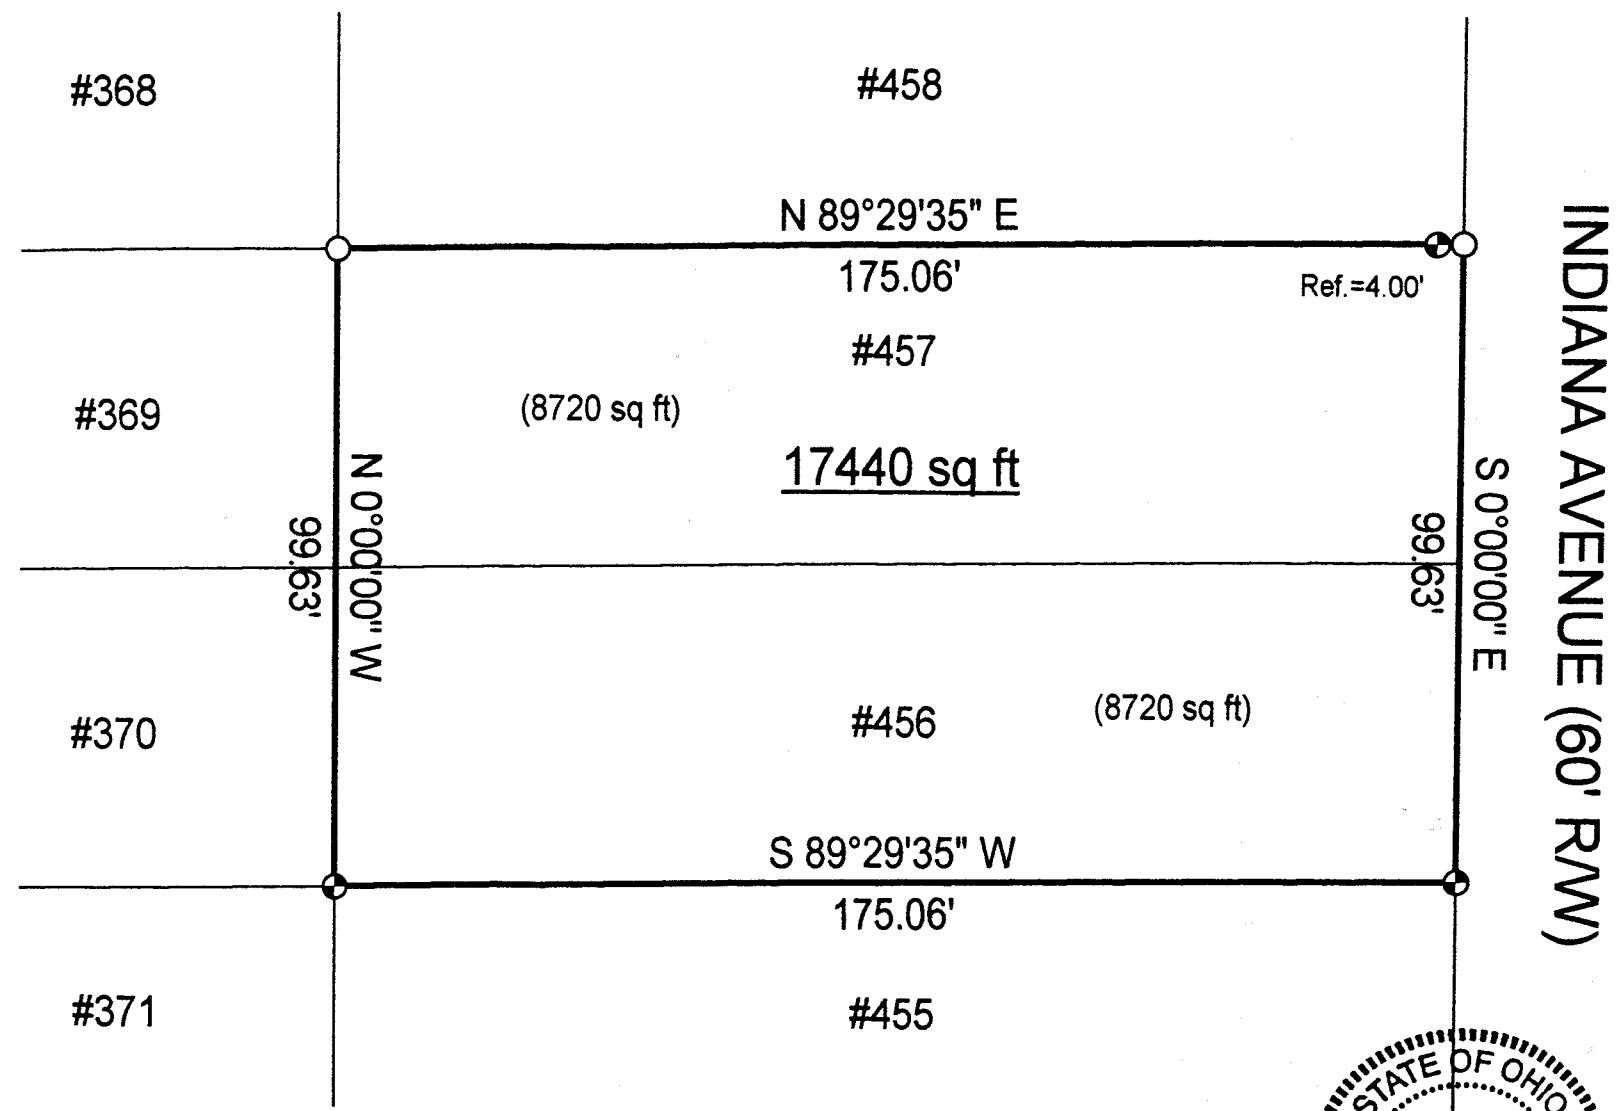 #368
#458
N 89°29'35" E
175.06'
Ref.=4.00'
#457
#369
(8720 sq ft)
17440 sq ft
N 0°00'00" W
99.63'
S 0°00'00" E
99.63'
INDIANA AVENUE (60' R/W)
#370
#456
(8720 sq ft)
S 89°29'35" W
175.06'
#371
#455
STATE OF OHIO